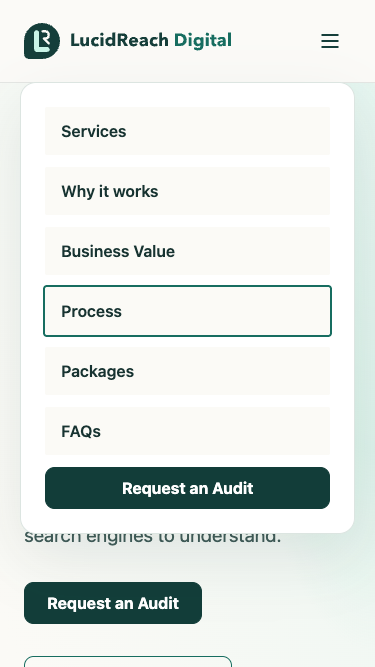 LucidReach Digital
Services
Why it works
Business Value
Process
Packages
FAQs
Request an Audit
search engines to understand.
Request an Audit